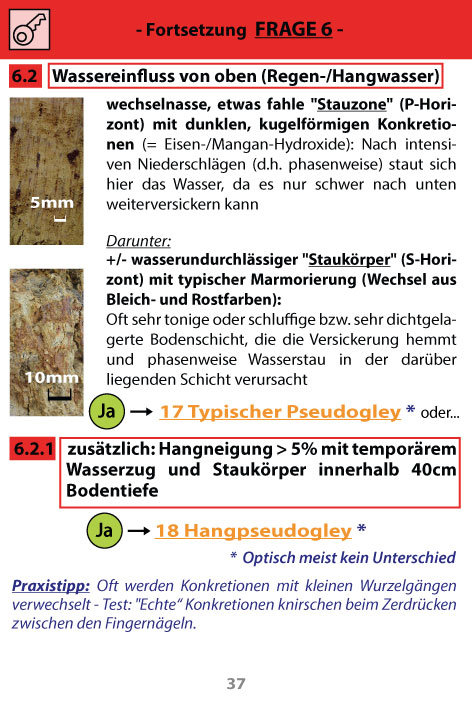 - Fortsetzung FRAGE 6 -
6.2 Wassereinfluss von oben (Regen-/Hangwasser)
wechselnasse, etwas fahle "Stauzone" (P-Hori-
zont) mit dunklen, kugelförmigen Konkretio-
nen (= Eisen-/Mangan-Hydroxide): Nach intensi-
ven Niederschlägen (d.h. phasenweise) staut sich
hier das Wasser, da es nur schwer nach unten
weiterversickern kann
5mm
Darunter:
+/- wasserundurchlässiger "Staukörper" (S-Hori-
zont) mit typischer Marmorierung (Wechsel aus
Bleich- und Rostfarben):
Oft sehr tonige oder schluffige bzw. sehr dichtgela-
gerte Bodenschicht, die die Versickerung hemmt
und phasenweise Wasserstau in der darüber
liegenden Schicht verursacht
10mm
Ja → 17 Typischer Pseudogley * oder...
6.2.1 zusätzlich: Hangneigung > 5% mit temporärem
Wasserzug und Staukörper innerhalb 40cm
Bodentiefe
Ja → 18 Hangpseudogley *
* Optisch meist kein Unterschied
Praxistipp: Oft werden Konkretionen mit kleinen Wurzelgängen
verwechselt - Test: "Echte“ Konkretionen knirschen beim Zerdrücken
zwischen den Fingernägeln.
37